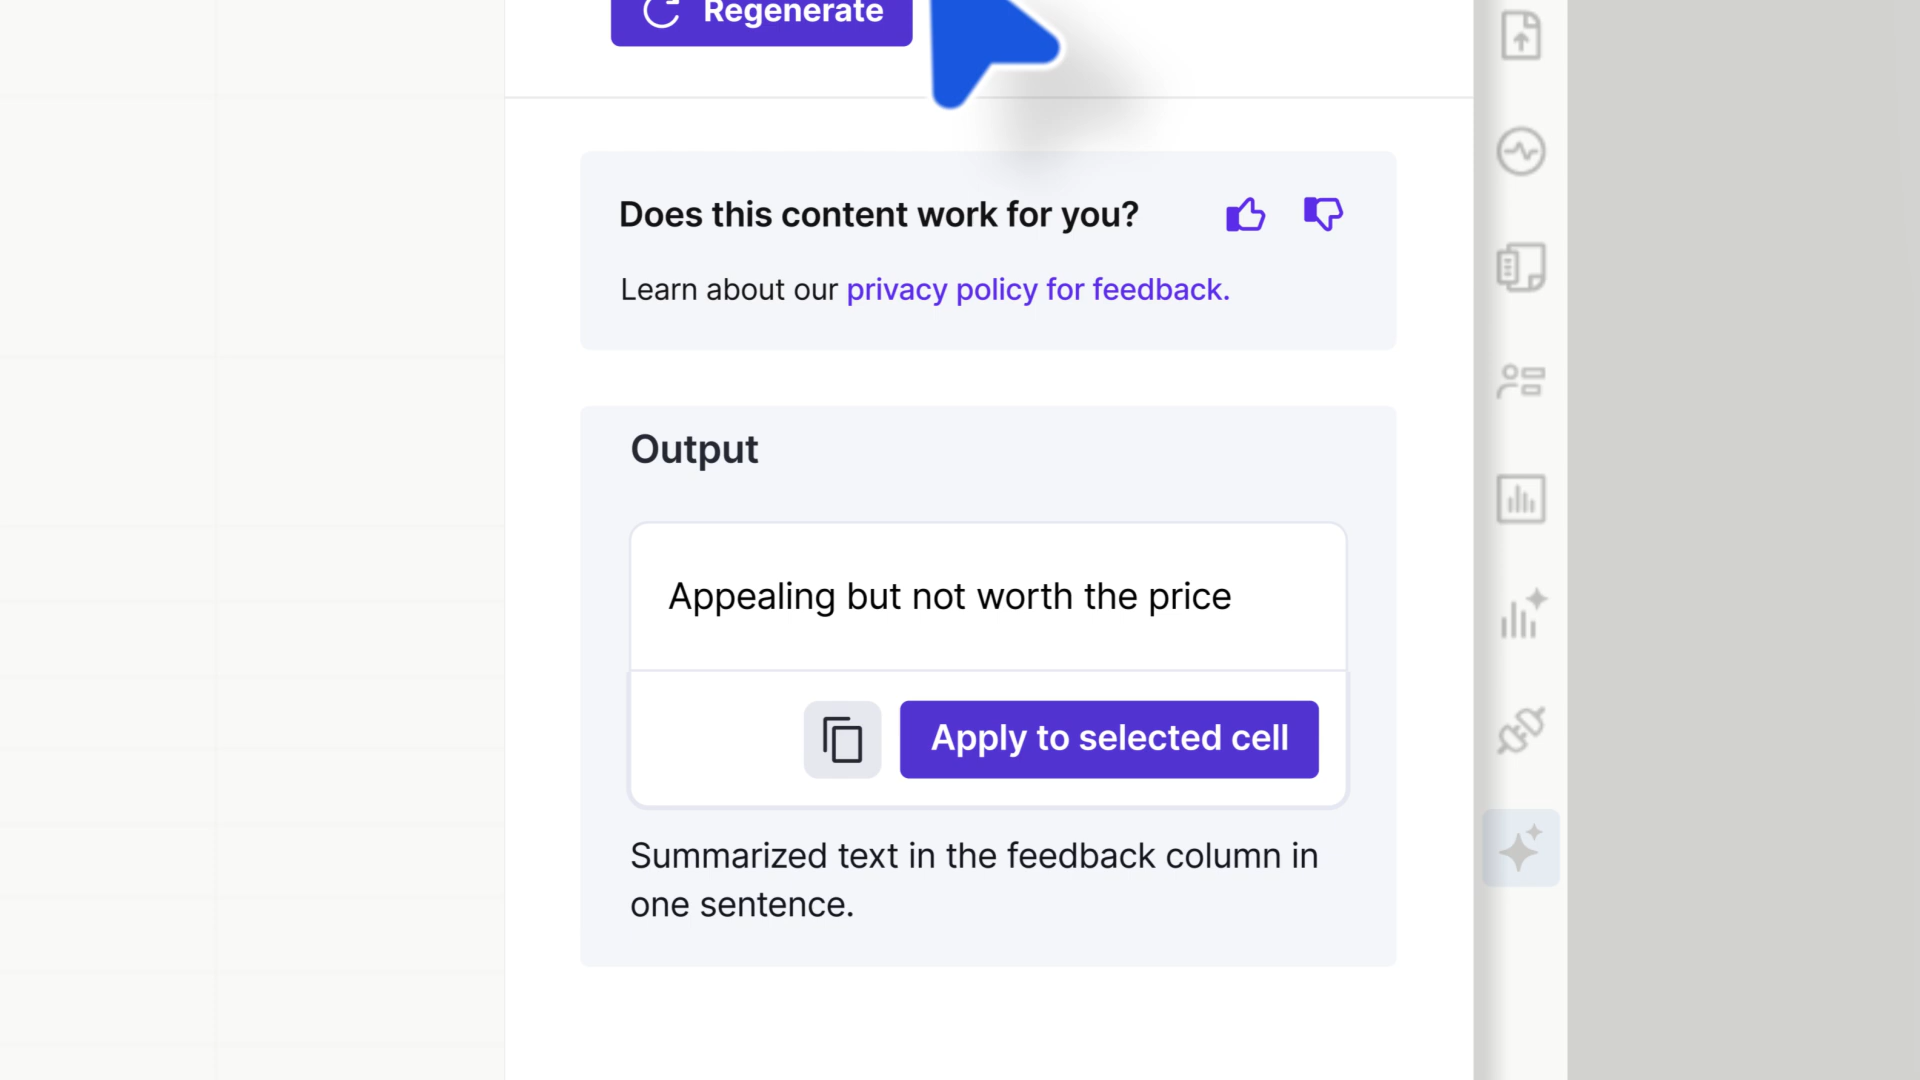 Regenerate
Does this content work for you?
Learn about our privacy policy for feedback.
Output
Appealing but not worth the price
Apply to selected cell
Summarized text in the feedback column in
one sentence.